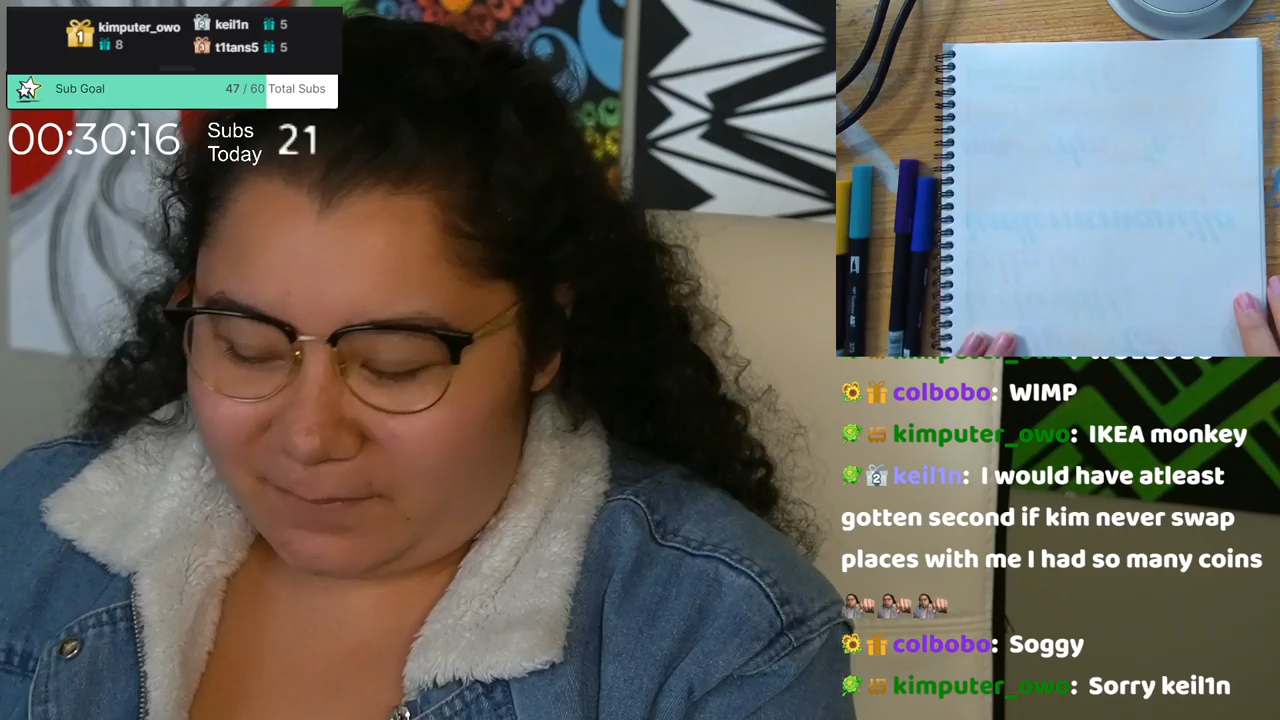 kimputer_owo
8
keil1n 5
t1tans5 5
Sub Goal 47 / 60 Total Subs
00:30:16 Subs Today 21
colbobo: WIMP
kimputer_owo: IKEA monkey
keil1n: I would have atleast
gotten second if kim never swap
places with me I had so many coins
colbobo: Soggy
kimputer_owo: Sorry keil1n